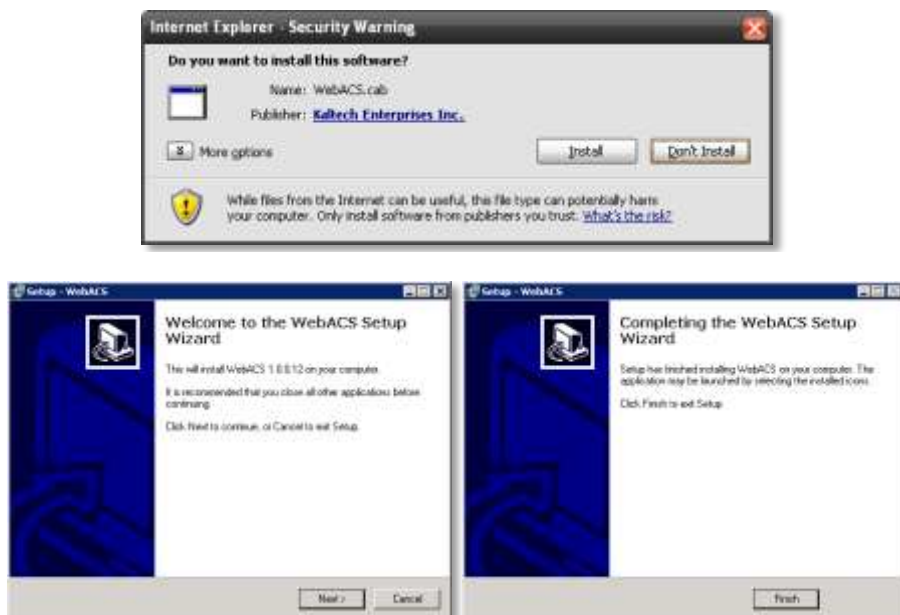 Internet Explorer - Security Warning
Do you want to install this software?
Name: WebACS.cab
Publisher: Kaltech Enterprises Inc.
More options
Install
Don't Install
While files from the Internet can be useful, this file type can potentially harm
your computer. Only install software from publishers you trust. What's the risk?
Setup - WebACS
Welcome to the WebACS Setup
Wizard
This will install WebACS 1.0.0.12 on your computer.
It is recommended that you close all other applications before
continuing.
Click Next to continue, or Cancel to exit Setup.
Next >
Cancel
Setup - WebACS
Completing the WebACS Setup
Wizard
Setup has finished installing WebACS on your computer. The
application may be launched by selecting the installed icons.
Click Finish to exit Setup.
Finish